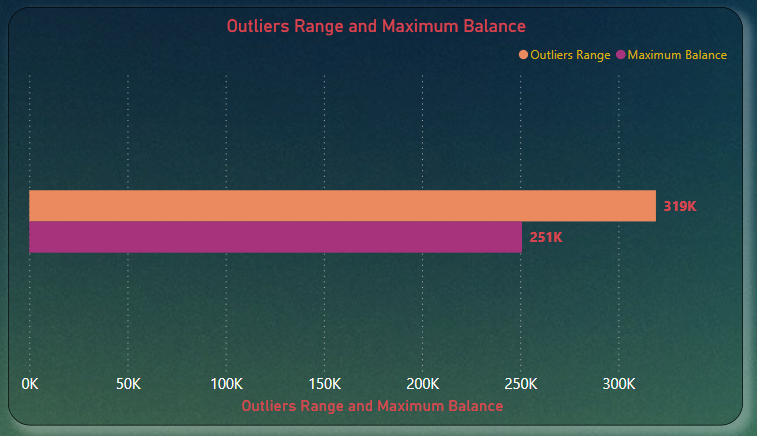 Outliers Range and Maximum Balance
Outliers Range Maximum Balance
319K
251K
0K 50K 100K 150K 200K 250K 300K
Outliers Range and Maximum Balance